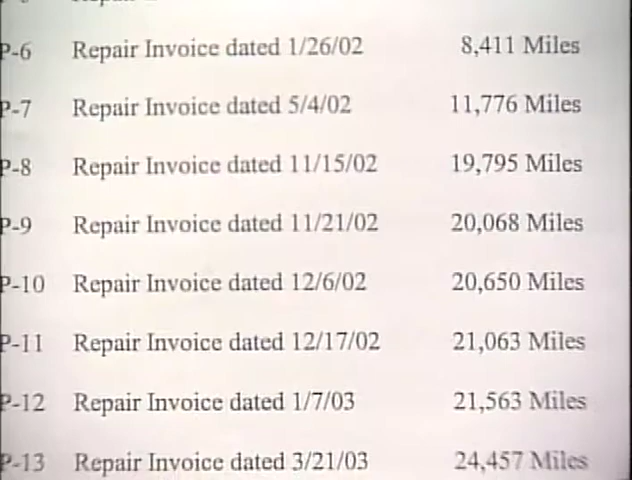 P-6 Repair Invoice dated 1/26/02 8,411 Miles
P-7 Repair Invoice dated 5/4/02 11,776 Miles
P-8 Repair Invoice dated 11/15/02 19,795 Miles
P-9 Repair Invoice dated 11/21/02 20,068 Miles
P-10 Repair Invoice dated 12/6/02 20,650 Miles
P-11 Repair Invoice dated 12/17/02 21,063 Miles
P-12 Repair Invoice dated 1/7/03 21,563 Miles
P-13 Repair Invoice dated 3/21/03 24,457 Miles